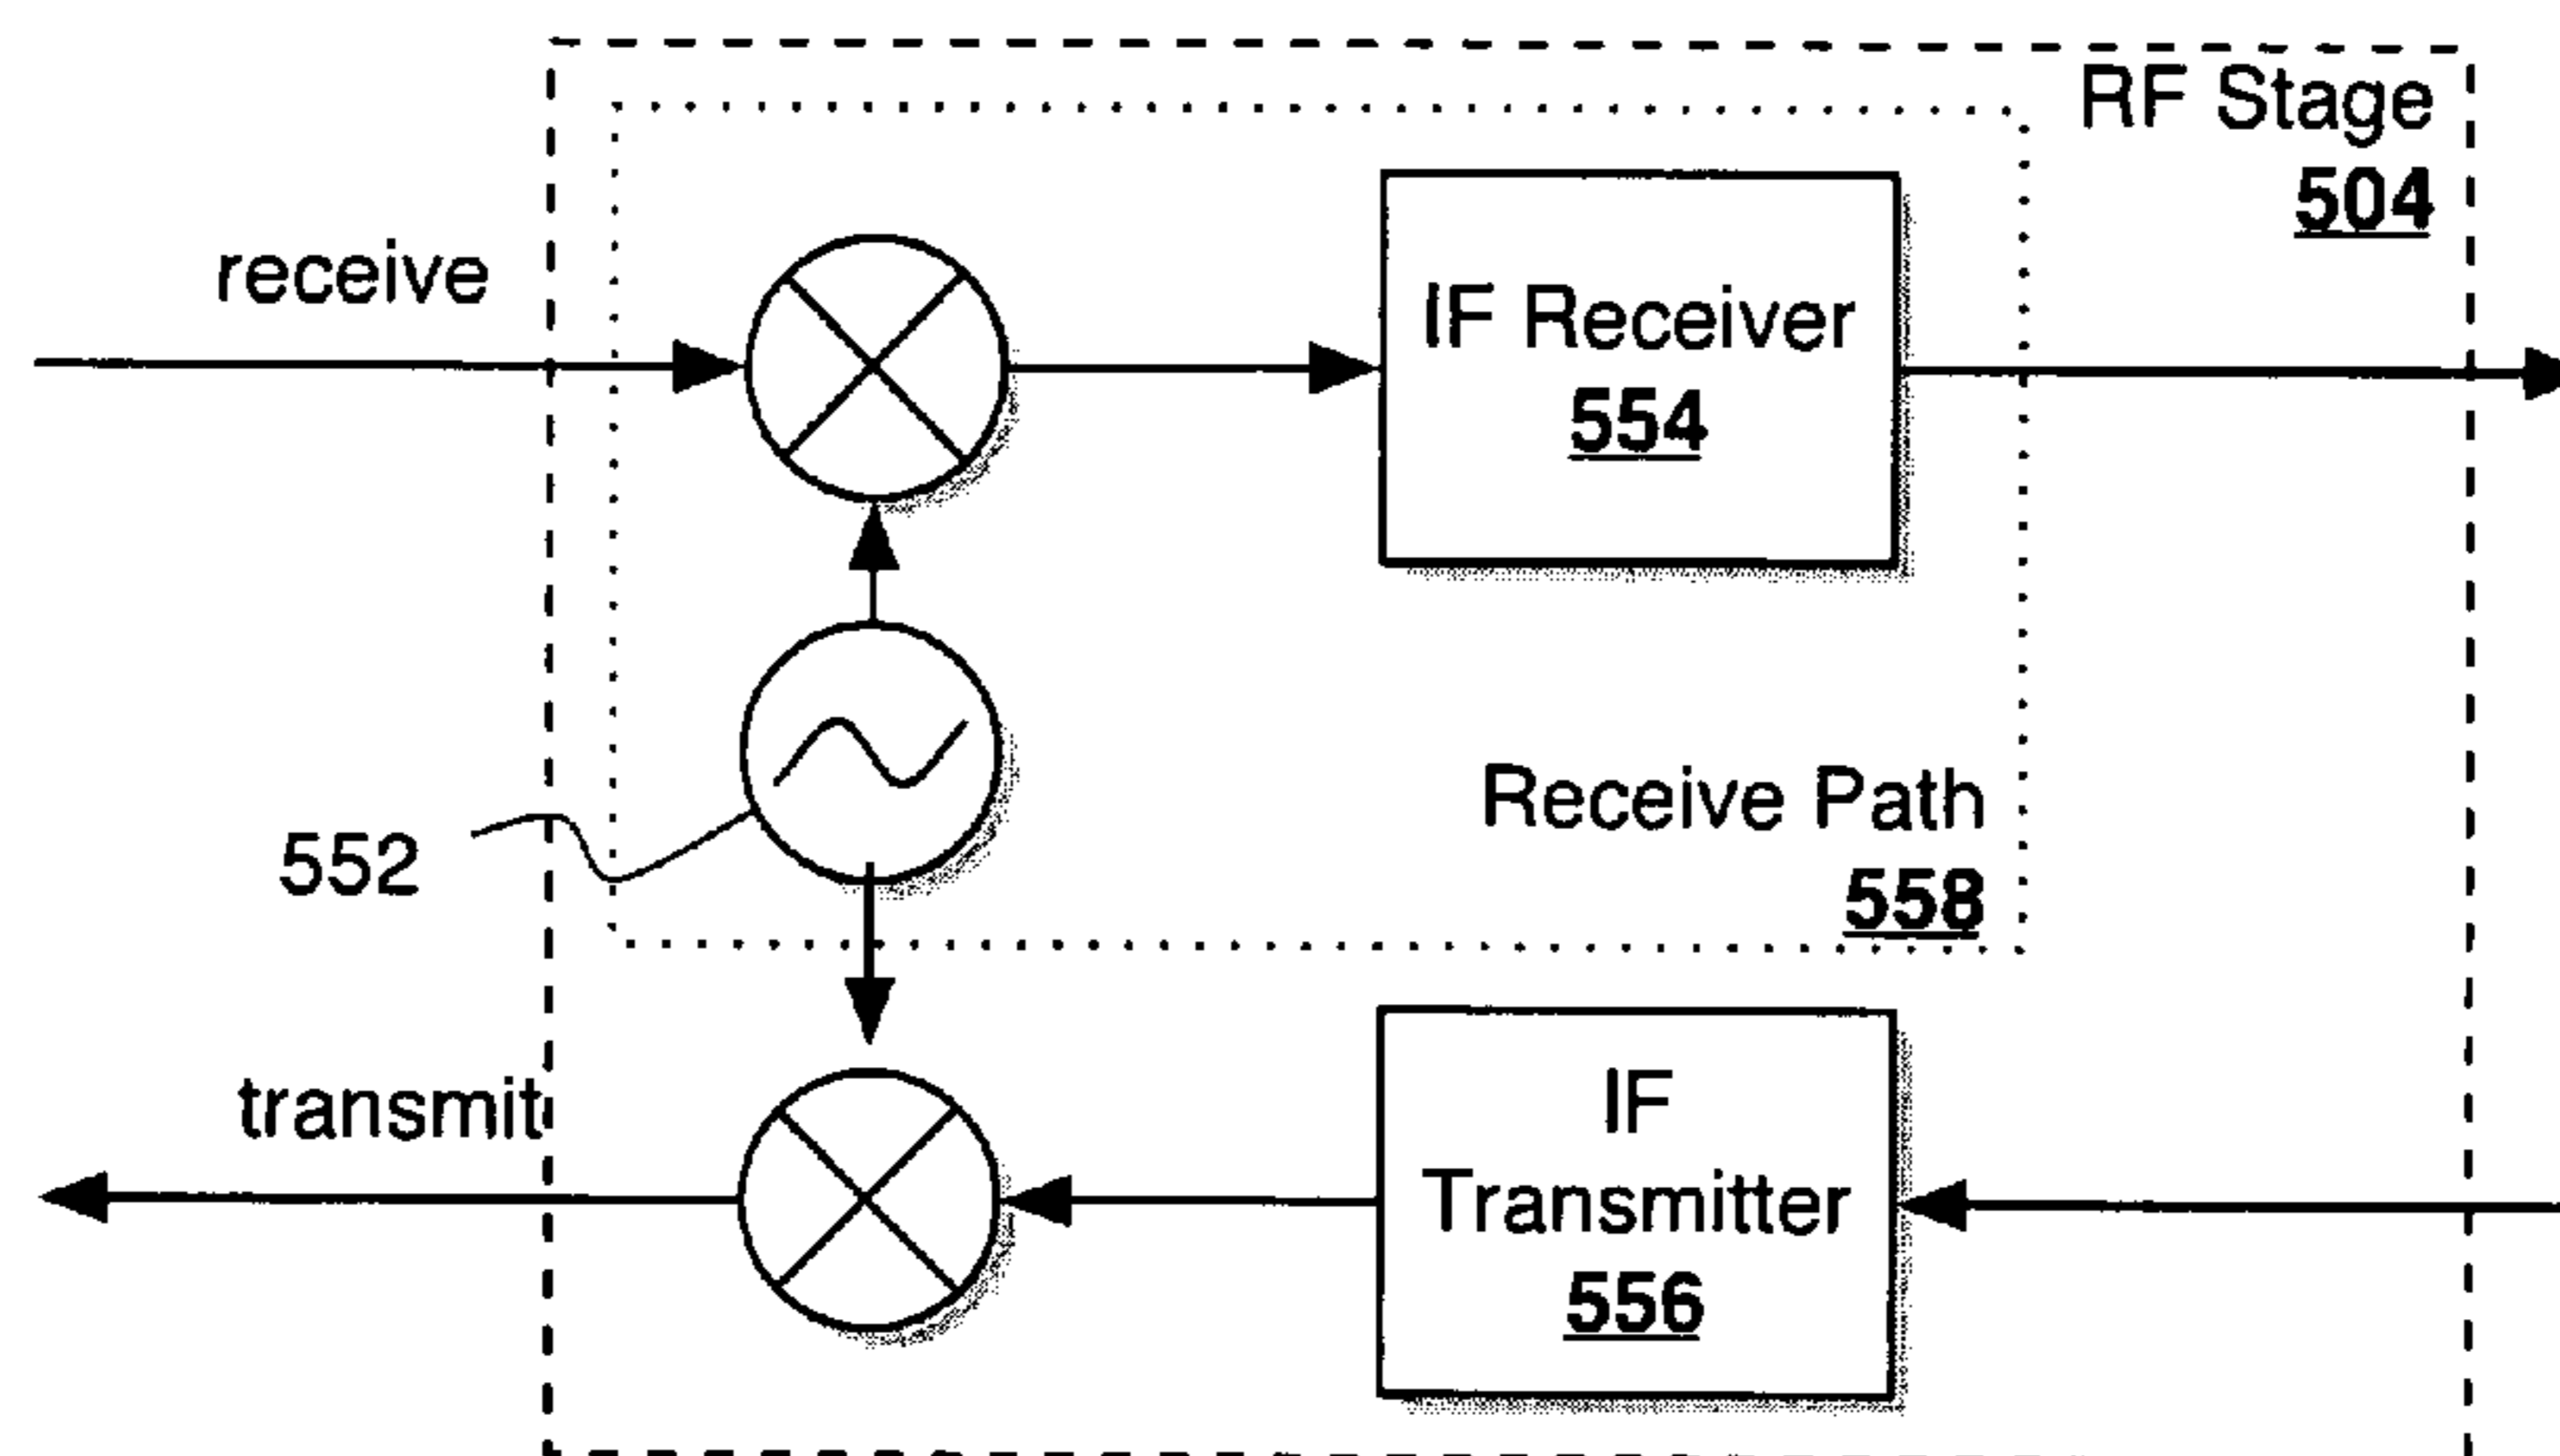 RF Stage
504
receive
IF Receiver
554
Receive Path
558
552
transmit
IF
Transmitter
556